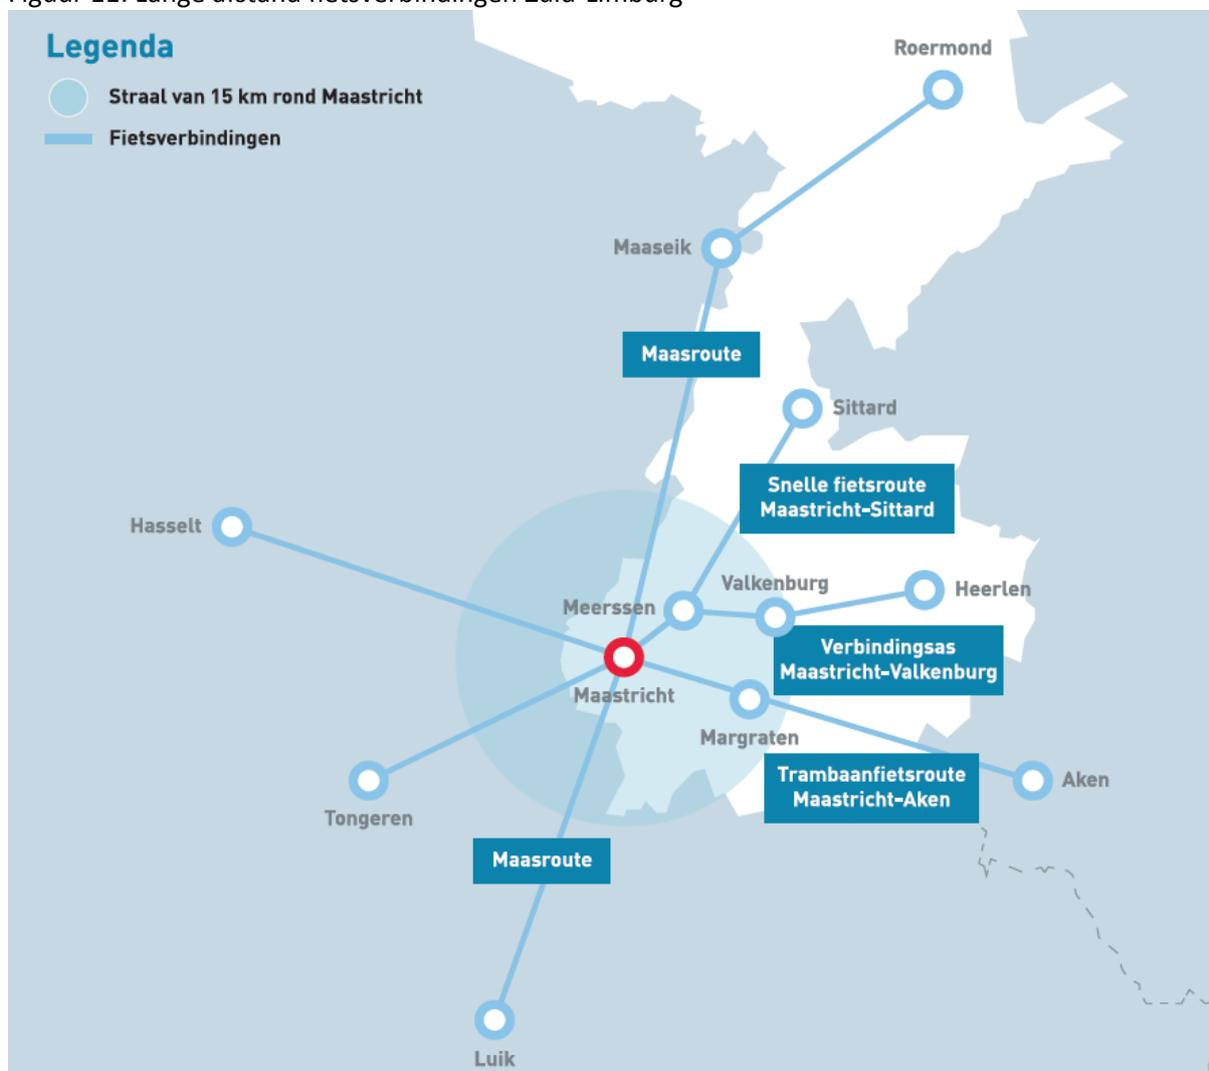 Legenda
Straal van 15 km rond Maastricht
Fietsverbindingen
Roermond
Maaseik
Maasroute
Sittard
Snelle fietsroute
Maastricht-Sittard
Hasselt
Valkenburg
Heerlen
Meerssen
Verbindingsas
Maastricht-Valkenburg
Maastricht
Margraten
Trambaanfietsroute
Maastricht-Aken
Aken
Tongeren
Maasroute
Luik